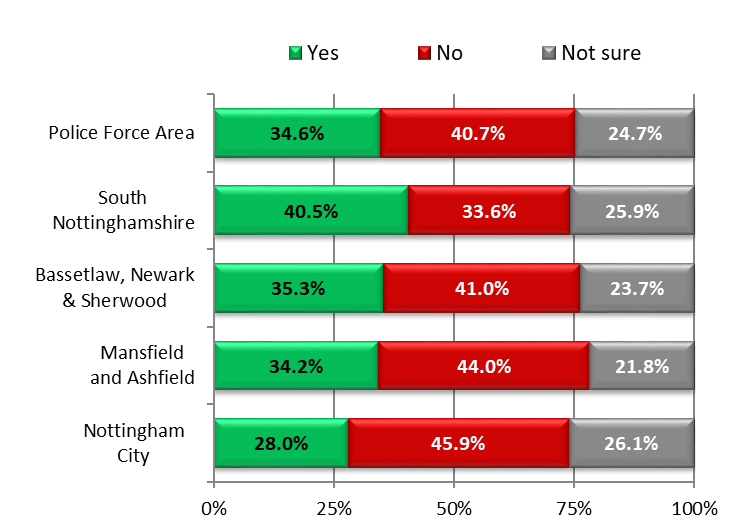 Yes No Not sure
Police Force Area 34.6% 40.7% 24.7%
South
Nottinghamshire 40.5% 33.6% 25.9%
Bassetlaw, Newark
& Sherwood 35.3% 41.0% 23.7%
Mansfield
and Ashfield 34.2% 44.0% 21.8%
Nottingham
City 28.0% 45.9% 26.1%
0% 25% 50% 75% 100%